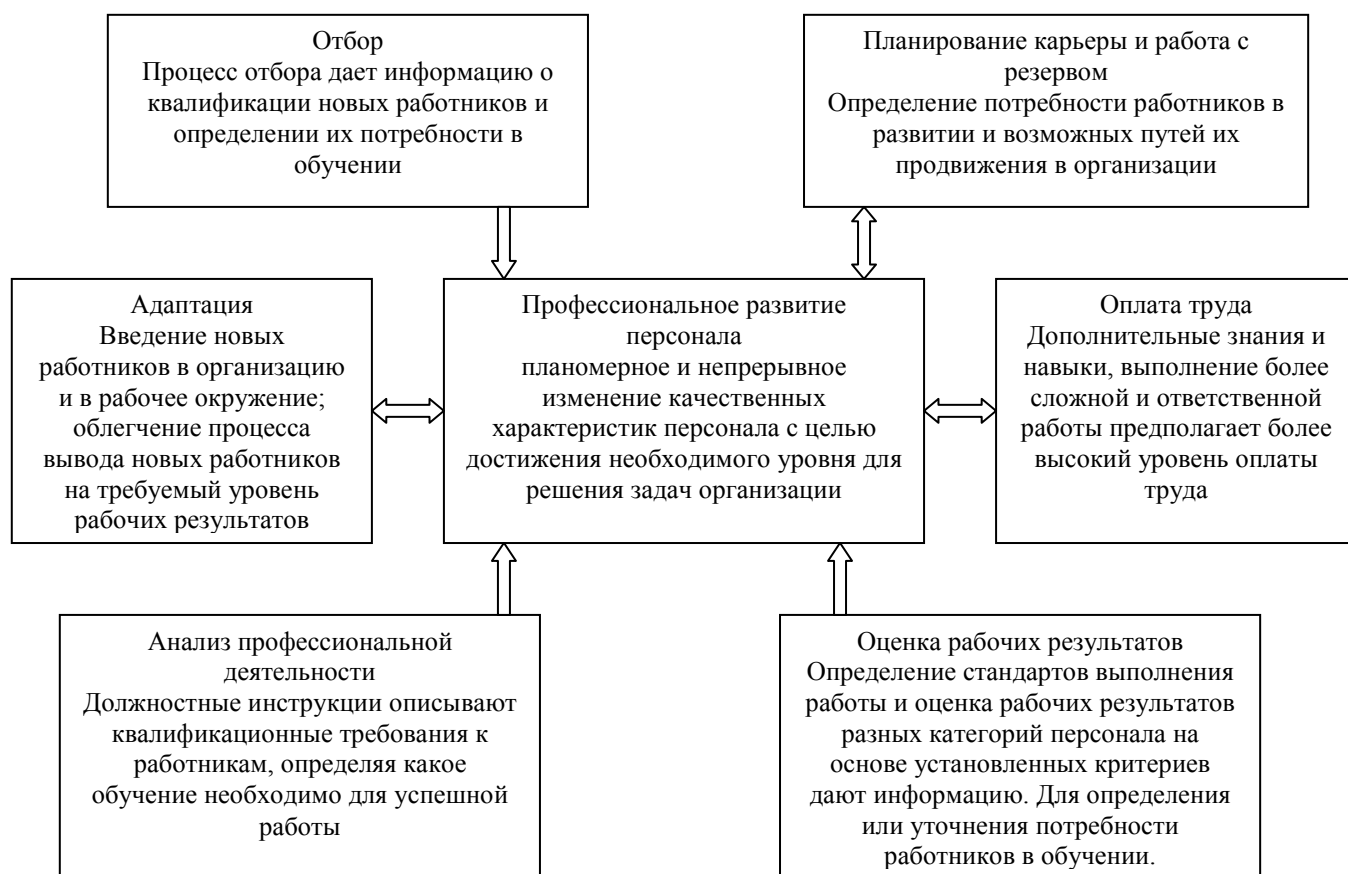 Отбор
Процесс отбора дает информацию о
квалификации новых работников и
определении их потребности в
обучении
Планирование карьеры и работа с
резервом
Определение потребности работников в
развитии и возможных путей их
продвижения в организации
Адаптация
Введение новых
работников в организацию
и в рабочее окружение;
облегчение процесса
вывода новых работников
на требуемый уровень
рабочих результатов
Профессиональное развитие
персонала
планомерное и непрерывное
изменение качественных
характеристик персонала с целью
достижения необходимого уровня для
решения задач организации
Оплата труда
Дополнительные знания и
навыки, выполнение более
сложной и ответственной
работы предполагает более
высокий уровень оплаты
труда
Анализ профессиональной
деятельности
Должностные инструкции описывают
квалификационные требования к
работникам, определяя какое
обучение необходимо для успешной
работы
Оценка рабочих результатов
Определение стандартов выполнения
работы и оценка рабочих результатов
разных категорий персонала на
основе установленных критериев
дают информацию. Для определения
или уточнения потребности
работников в обучении.